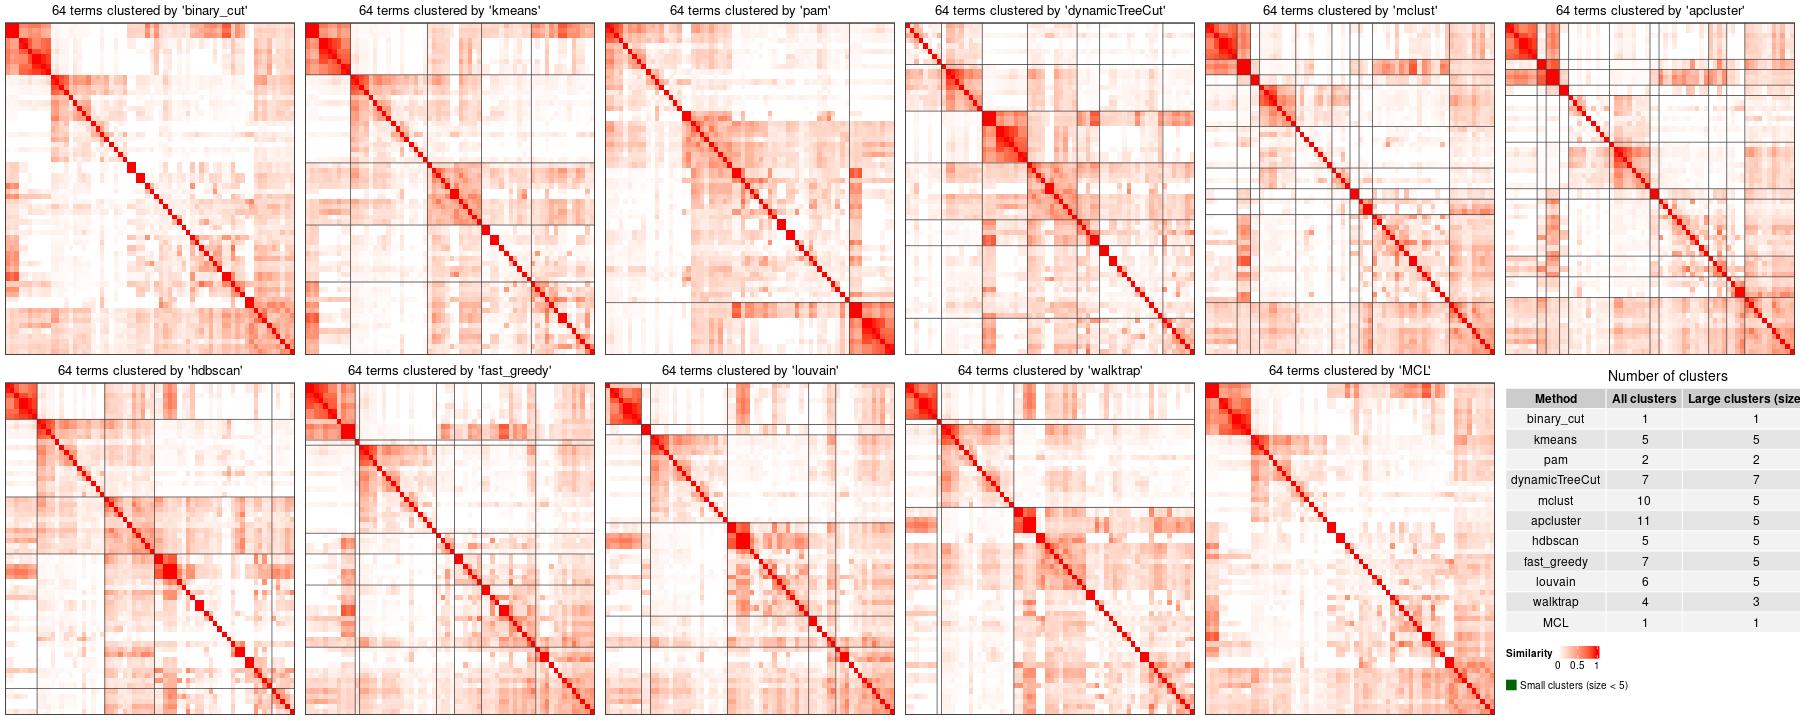 64 terms clustered by 'binary_cut'
64 terms clustered by 'kmeans'
64 terms clustered by 'pam'
64 terms clustered by 'dynamicTreeCut'
64 terms clustered by 'mclust'
64 terms clustered by 'apcluster'
64 terms clustered by 'hdbscan'
64 terms clustered by 'fast_greedy'
64 terms clustered by 'louvain'
64 terms clustered by 'walktrap'
64 terms clustered by 'MCL'
Number of clusters
Method All clusters Large clusters (size
binary_cut 1 1
kmeans 5 5
pam 2 2
dynamicTreeCut 7 7
mclust 10 5
apcluster 11 5
hdbscan 5 5
fast_greedy 7 5
louvain 6 5
walktrap 4 3
MCL 1 1
Similarity
0 0.5 1
Small clusters (size < 5)